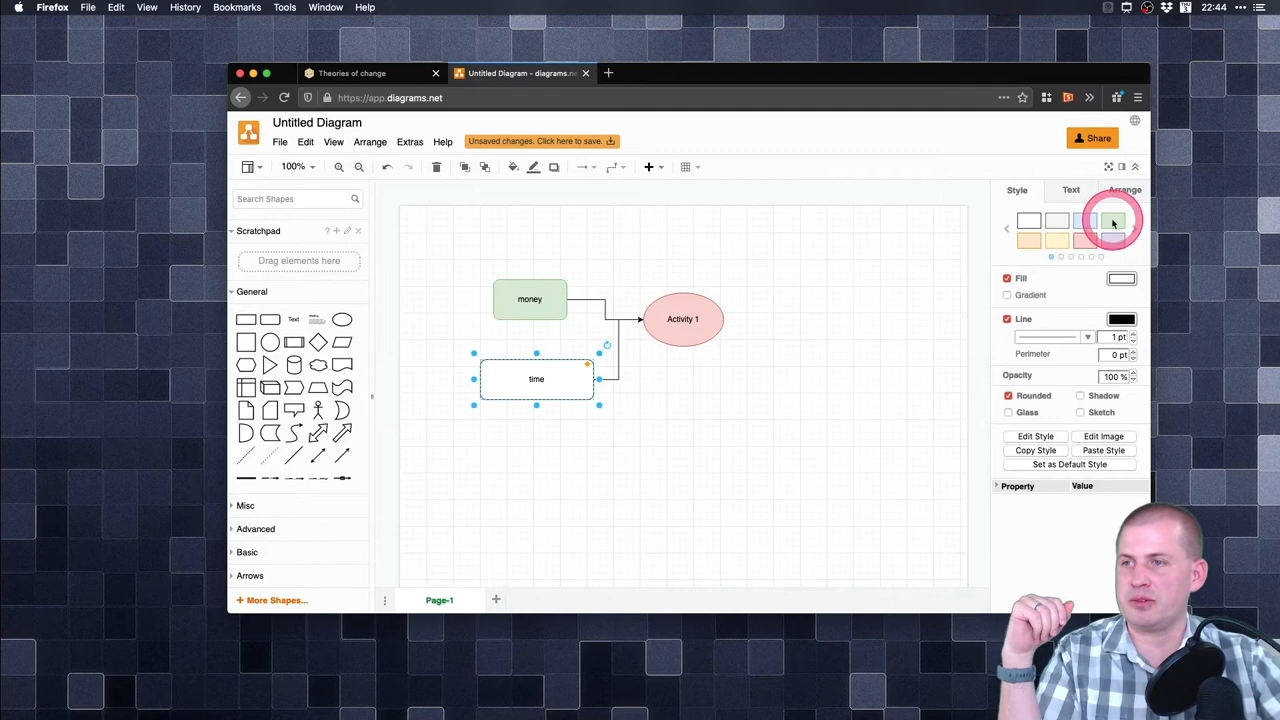 Firefox File Edit View History Bookmarks Tools Window Help
THU 3 22:44
Theories of change
Untitled Diagram - diagrams.ne
https://app.diagrams.net
Untitled Diagram
File Edit View Arrange Extras Help
Unsaved changes. Click here to save.
Share
100%
Search Shapes
Scratchpad
?
Drag elements here
General
Text
Heading
Misc
Advanced
Basic
Arrows
+ More Shapes...
money
Activity 1
time
Page-1
Style Text Arrange
Fill
Gradient
Line
1 pt
Perimeter 0 pt
Opacity 100 %
Rounded Shadow
Glass Sketch
Edit Style Edit Image
Copy Style Paste Style
Set as Default Style
Property Value